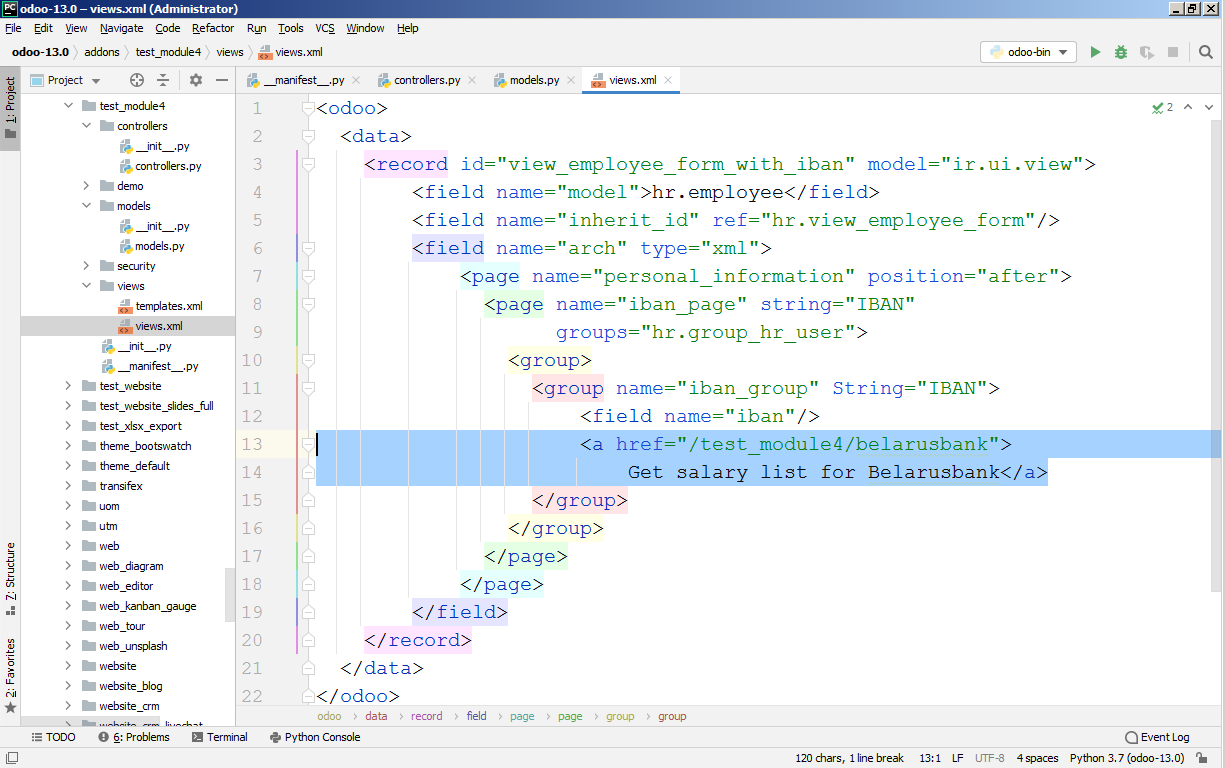 odoo-13.0 – views.xml (Administrator)
File Edit View Navigate Code Refactor Run Tools VCS Window Help
odoo-13.0 addons test_module4 views views.xml odoo-bin
Project __manifest__.py controllers.py models.py views.xml
1: Project
test_module4
controllers
__init__.py
controllers.py
demo
models
__init__.py
models.py
security
views
templates.xml
views.xml
__init__.py
__manifest__.py
test_website
test_website_slides_full
test_xlsx_export
theme_bootswatch
theme_default
transifex
uom
utm
web
web_diagram
web_editor
web_kanban_gauge
web_tour
web_unsplash
website
website_blog
website_crm
website_crm_livechat
Z: Structure
2: Favorites
2
1 <odoo>
2 <data>
3 <record id="view_employee_form_with_iban" model="ir.ui.view">
4 <field name="model">hr.employee</field>
5 <field name="inherit_id" ref="hr.view_employee_form"/>
6 <field name="arch" type="xml">
7 <page name="personal_information" position="after">
8 <page name="iban_page" string="IBAN"
9 groups="hr.group_hr_user">
10 <group>
11 <group name="iban_group" String="IBAN">
12 <field name="iban"/>
13 <a href="/test_module4/belarusbank">
14 Get salary list for Belarusbank</a>
15 </group>
16 </group>
17 </page>
18 </page>
19 </field>
20 </record>
21 </data>
22 </odoo>
odoo data record field page page group group
TODO 6: Problems Terminal Python Console Event Log
120 chars, 1 line break 13:1 LF UTF-8 4 spaces Python 3.7 (odoo-13.0)